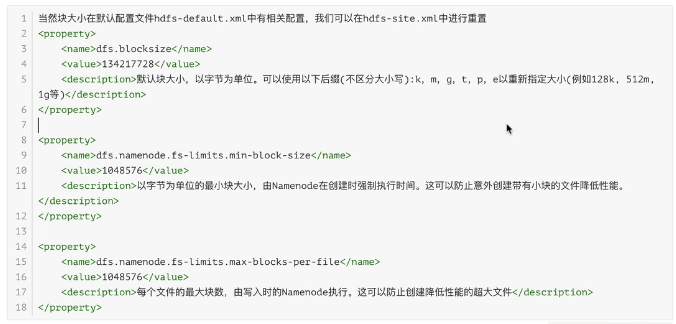 1 当然块大小在默认配置文件hdfs-default.xml中有相关配置，我们可以在hdfs-site.xml中进行重置
2 <property>
3 <name>dfs.blocksize</name>
4 <value>134217728</value>
5 <description>默认块大小，以字节为单位。可以使用以下后缀(不区分大小写):k, m, g, t, p, e以重新指定大小(例如128k, 512m,
1g等)</description>
6 </property>
7
8 <property>
9 <name>dfs.namenode.fs-limits.min-block-size</name>
10 <value>1048576</value>
11 <description>以字节为单位的最小块大小，由Namenode在创建时强制执行时间。这可以防止意外创建带有小块的文件降低性能。
</description>
12 </property>
13
14 <property>
15 <name>dfs.namenode.fs-limits.max-blocks-per-file</name>
16 <value>1048576</value>
17 <description>每个文件的最大块数，由写入时的Namenode执行。这可以防止创建降低性能的超大文件</description>
18 </property>